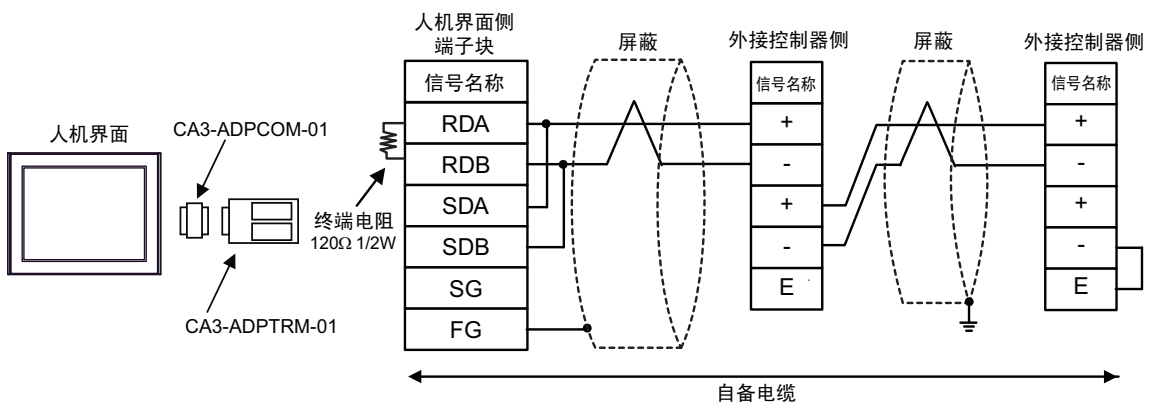 人机界面
CA3-ADPCOM-01
CA3-ADPTRM-01
终端电阻
120Ω 1/2W
人机界面侧
端子块
信号名称
RDA
RDB
SDA
SDB
SG
FG
屏蔽
外接控制器侧
信号名称
+
-
+
-
E
屏蔽
外接控制器侧
信号名称
+
-
+
-
E
自备电缆